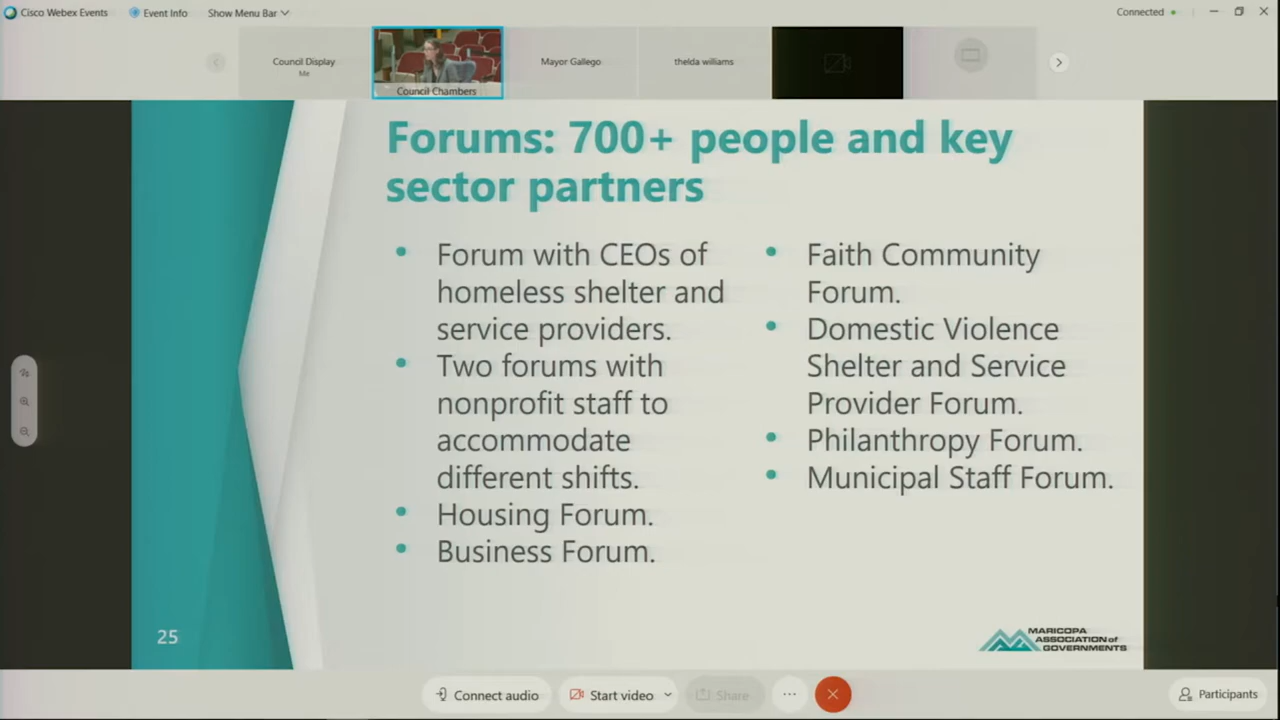 Cisco Webex Events
Event Info
Show Menu Bar
Connected
Council Display
Me
Council Chambers
Mayor Gallego
thelda williams
Forums: 700+ people and key
sector partners
• Forum with CEOs of
homeless shelter and
service providers.
• Two forums with
nonprofit staff to
accommodate
different shifts.
• Housing Forum.
• Business Forum.
• Faith Community
Forum.
• Domestic Violence
Shelter and Service
Provider Forum.
• Philanthropy Forum.
• Municipal Staff Forum.
25
MARICOPA
ASSOCIATION of
GOVERNMENTS
Connect audio
Start video
Share
Participants